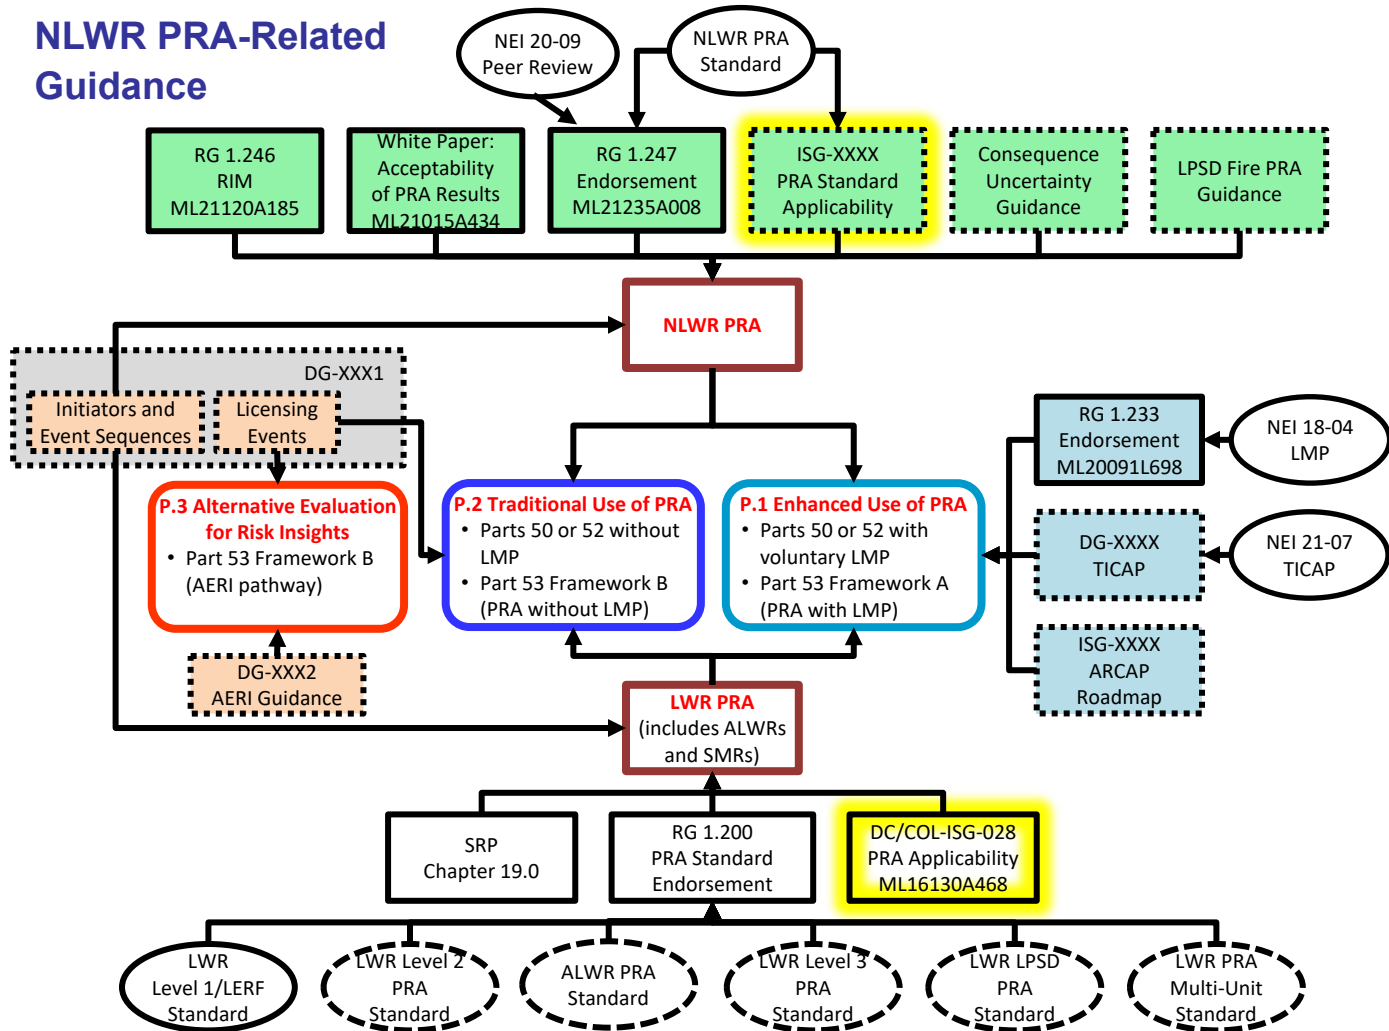 NLWR PRA-Related
Guidance
NEI 20-09
Peer Review
NLWR PRA
Standard
RG 1.246
RIM
ML21120A185
White Paper:
Acceptability
of PRA Results
ML21015A434
RG 1.247
Endorsement
ML21235A008
ISG-XXXX
PRA Standard
Applicability
Consequence
Uncertainty
Guidance
LPSD Fire PRA
Guidance
NLWR PRA
DG-XXX1
Initiators and
Event Sequences
Licensing
Events
RG 1.233
Endorsement
ML20091L698
NEI 18-04
LMP
P.3 Alternative Evaluation
for Risk Insights
• Part 53 Framework B
(AERI pathway)
P.2 Traditional Use of PRA
• Parts 50 or 52 without
LMP
• Part 53 Framework B
(PRA without LMP)
P.1 Enhanced Use of PRA
• Parts 50 or 52 with
voluntary LMP
• Part 53 Framework A
(PRA with LMP)
DG-XXXX
TICAP
NEI 21-07
TICAP
ISG-XXXX
ARCAP
Roadmap
DG-XXX2
AERI Guidance
LWR PRA
(includes ALWRs
and SMRs)
SRP
Chapter 19.0
RG 1.200
PRA Standard
Endorsement
DC/COL-ISG-028
PRA Applicability
ML16130A468
LWR
Level 1/LERF
Standard
LWR Level 2
PRA
Standard
ALWR PRA
Standard
LWR Level 3
PRA
Standard
LWR LPSD
PRA
Standard
LWR PRA
Multi-Unit
Standard